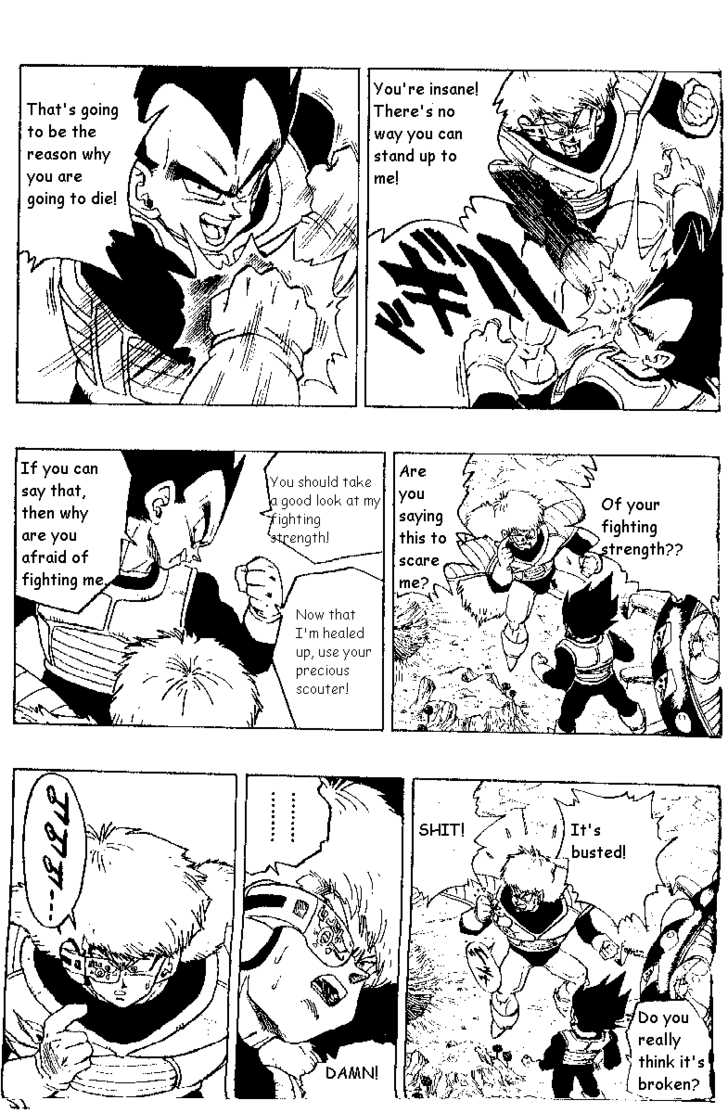 You're insane!
There's no
way you can
stand up to
me!
That's going
to be the
reason why
you are
going to die!
ドギャッ
Are
you
saying
this to
scare
me?
Of your
fighting
strength??
You should take
a good look at my
fighting
strength!
Now that
I'm healed
up, use your
precious
scouter!
If you can
say that,
then why
are you
afraid of
fighting me
SHIT!
It's
busted!
Do you
really
think it's
broken?
........
DAMN!
ピピピ...